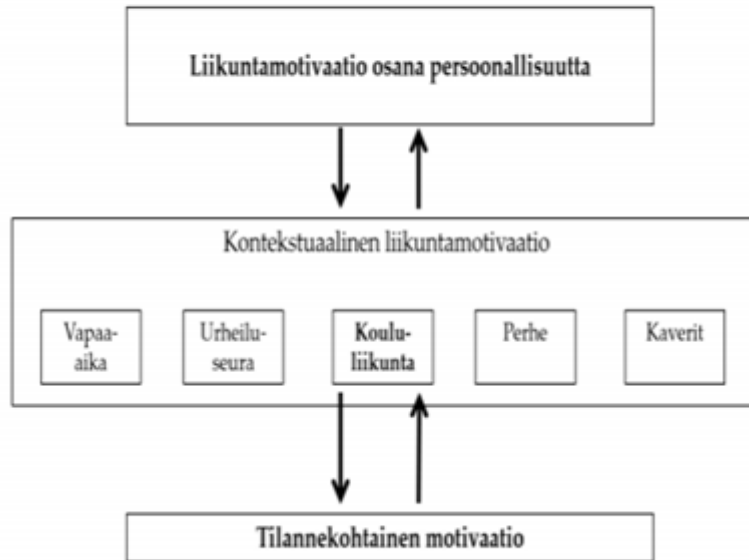 Liikuntamotivaatio osana persoonallisuutta
Kontekstuaalinen liikuntamotivaatio
Vapaa-
aika
Urheilu-
seura
Koulu-
liikunta
Perhe
Kaverit
Tilannekohtainen motivaatio